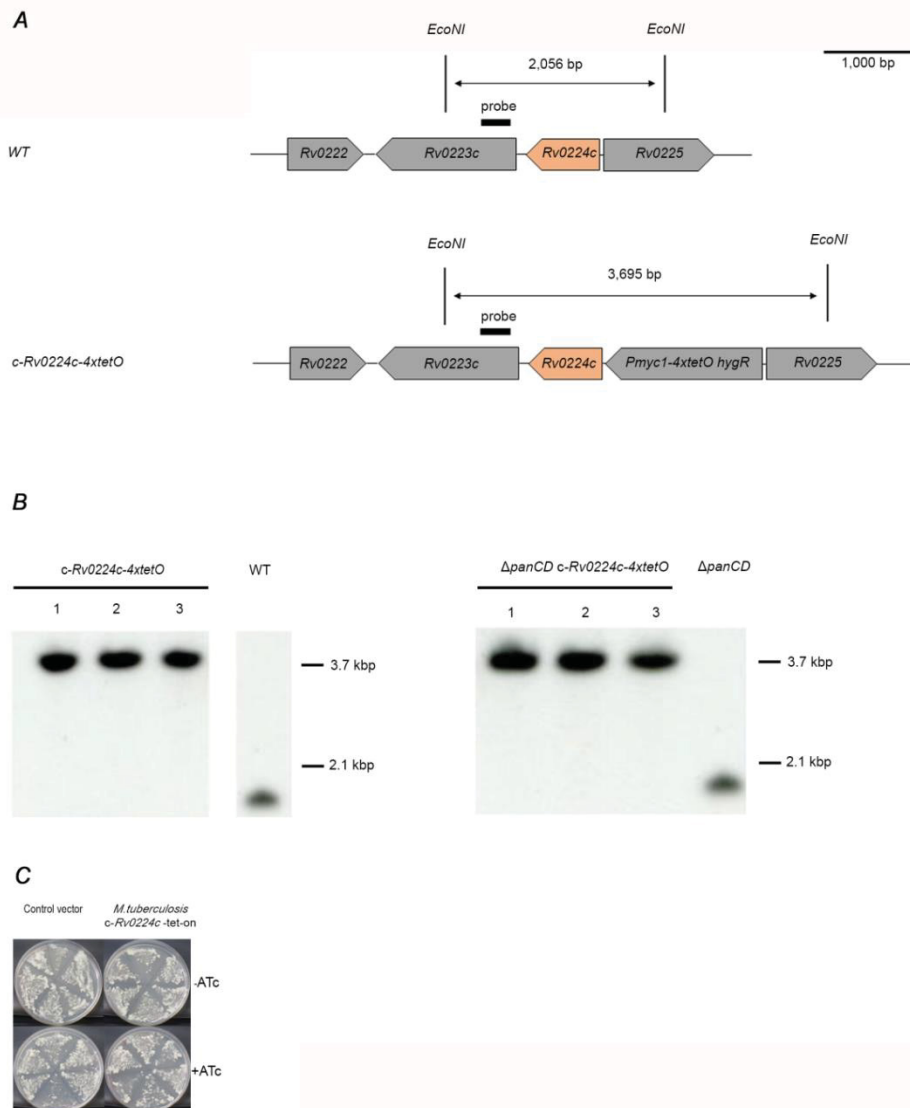 A
EcoNI EcoNI
2,056 bp
1,000 bp
probe
WT
Rv0222 Rv0223c Rv0224c Rv0225
EcoNI EcoNI
3,695 bp
probe
c-Rv0224c-4xtetO
Rv0222 Rv0223c Rv0224c Pmyc1-4xtetO hygR Rv0225
B
c-Rv0224c-4xtetO WT ΔpanCD c-Rv0224c-4xtetO ΔpanCD
1 2 3 1 2 3
3.7 kbp 3.7 kbp
2.1 kbp 2.1 kbp
C
Control vector M.tuberculosis
c-Rv0224c -tet-on
-ATc
+ATc